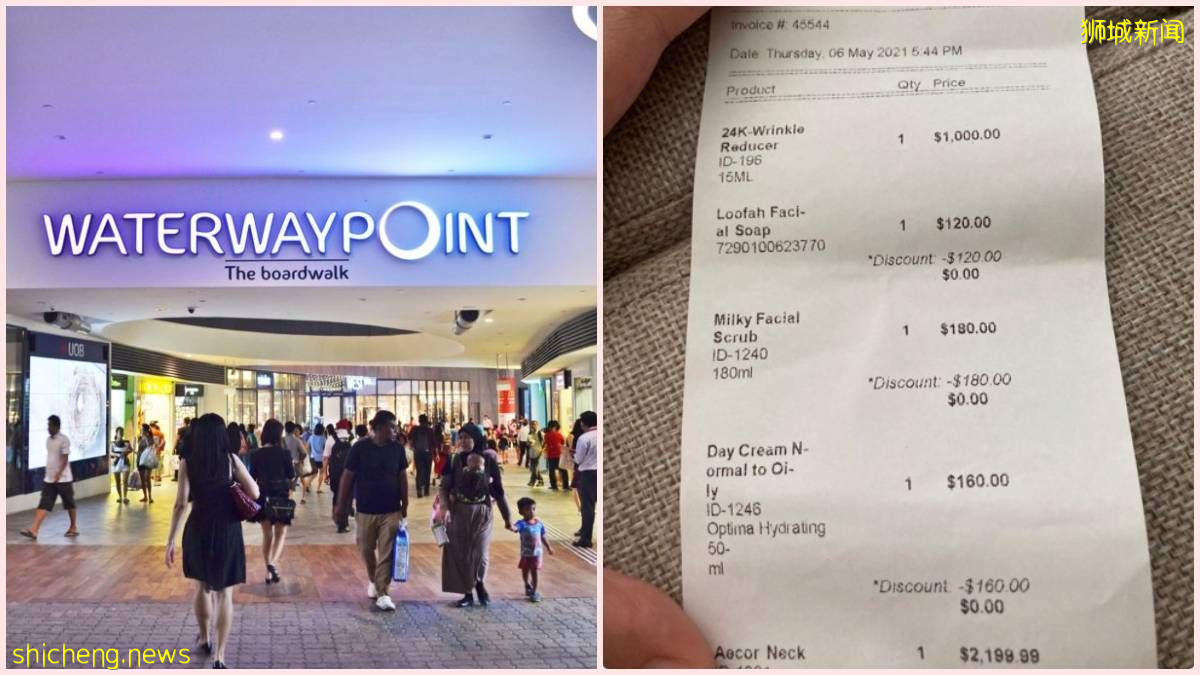 WATERWAYPOINT
The boardwalk
UOB
shicheng.news
狮城新闻
Invoice #: 45544
Date: Thursday, 06 May 2021 5:44 PM
Product Qty Price
24K-Wrinkle
Reducer
1 $1,000.00
ID-196
15ML
Loofah Faci-
al Soap
1 $120.00
7290100623770
*Discount: -$120.00
$0.00
Milky Facial
Scrub
1 $180.00
ID-1240
180ml
*Discount: -$180.00
$0.00
Day Cream N-
ormal to Oi-
ly
1 $160.00
ID-1246
Optima Hydrating
50-
ml
*Discount: -$160.00
$0.00
Aecor Neck 1 $2,199.99